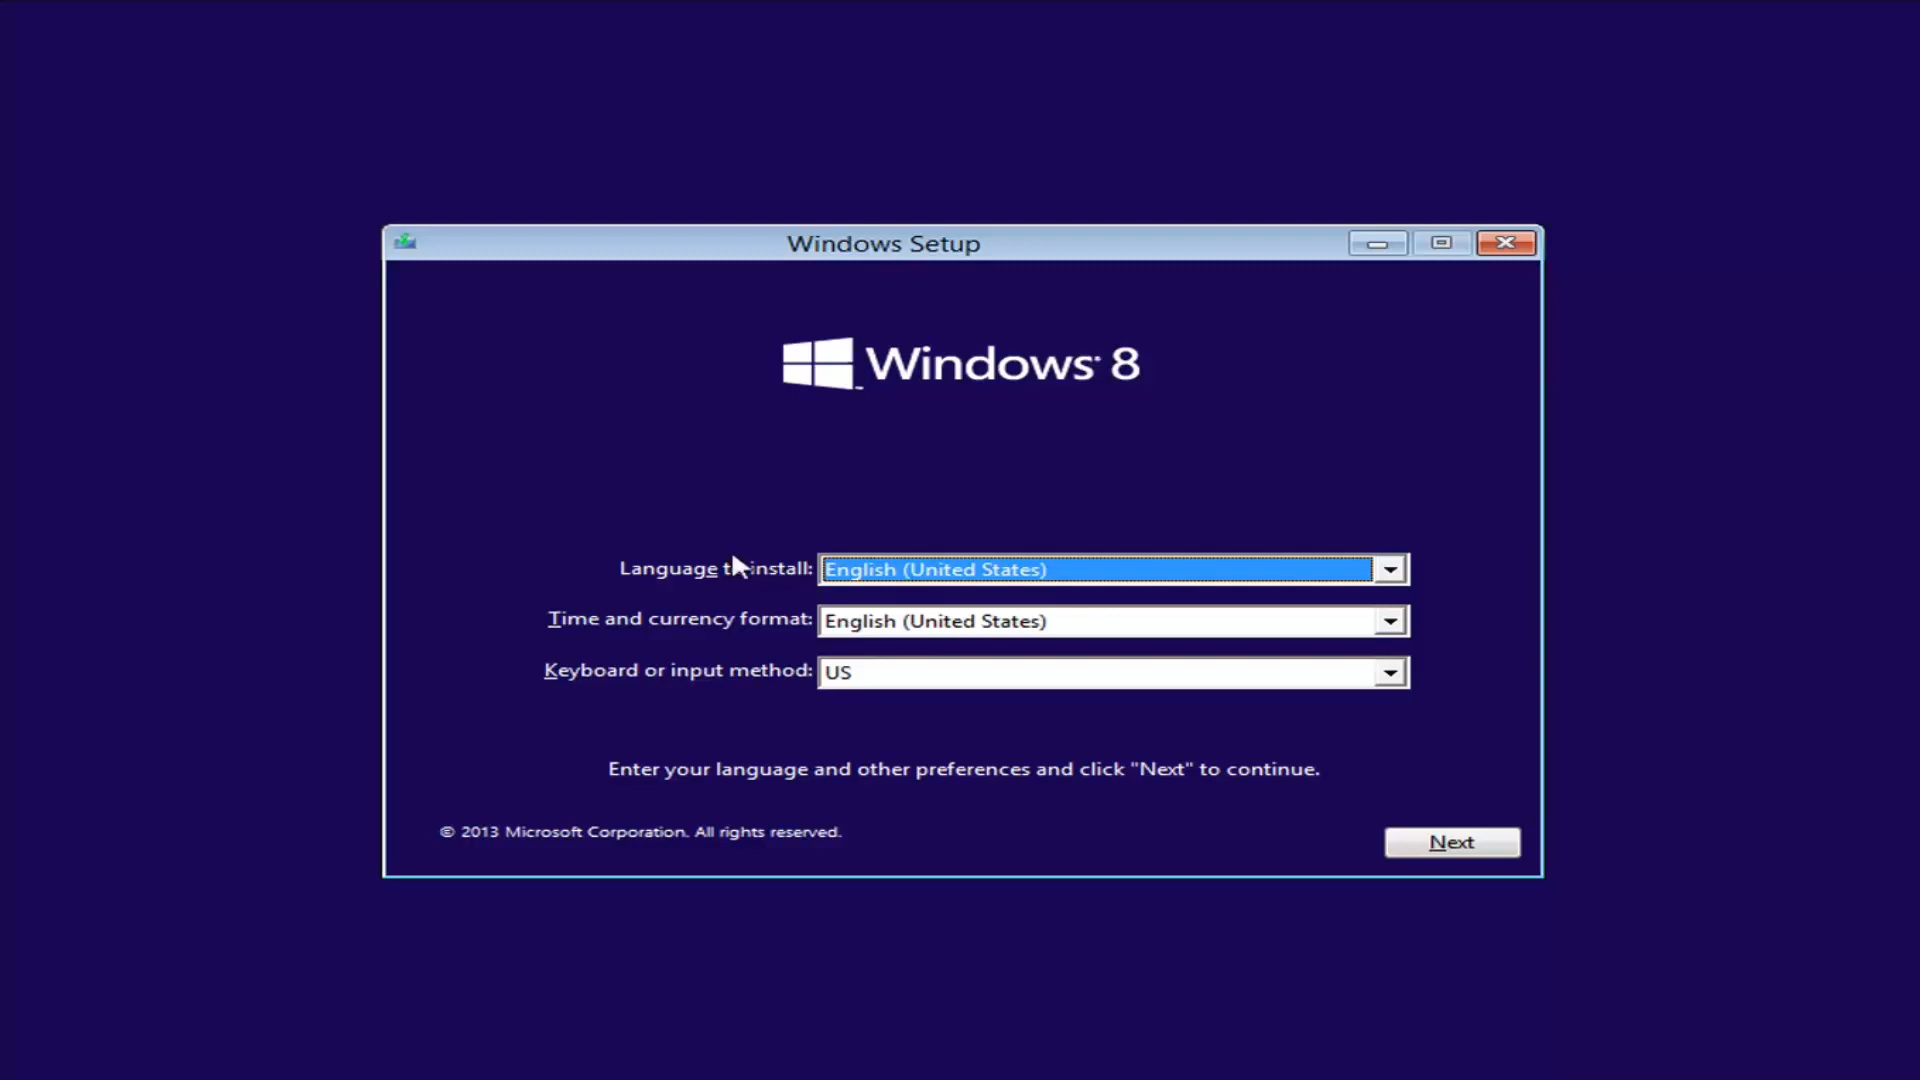 Windows Setup
Windows® 8
Language to install: English (United States)
Time and currency format: English (United States)
Keyboard or input method: US
Enter your language and other preferences and click "Next" to continue.
© 2013 Microsoft Corporation. All rights reserved.
Next